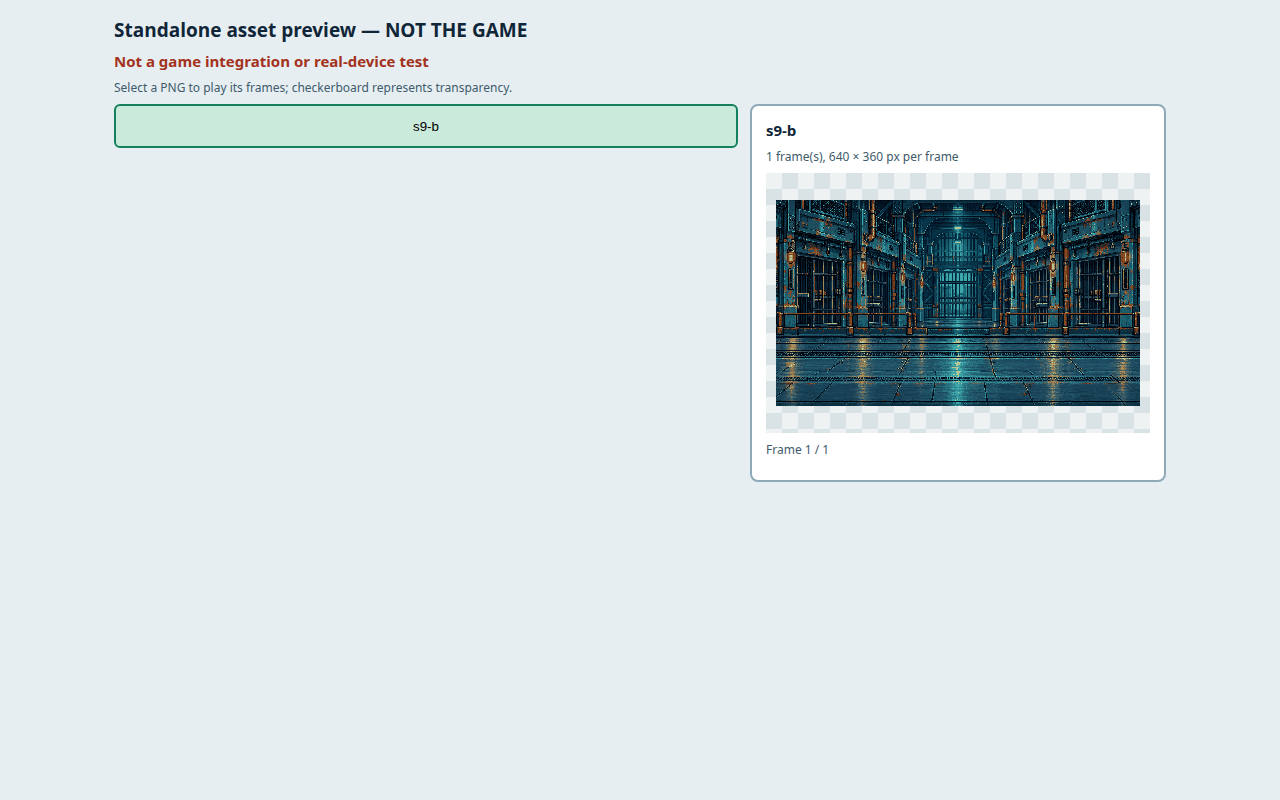 Standalone asset preview — NOT THE GAME
Not a game integration or real-device test
Select a PNG to play its frames; checkerboard represents transparency.
s9-b
s9-b
1 frame(s), 640 × 360 px per frame
Frame 1 / 1